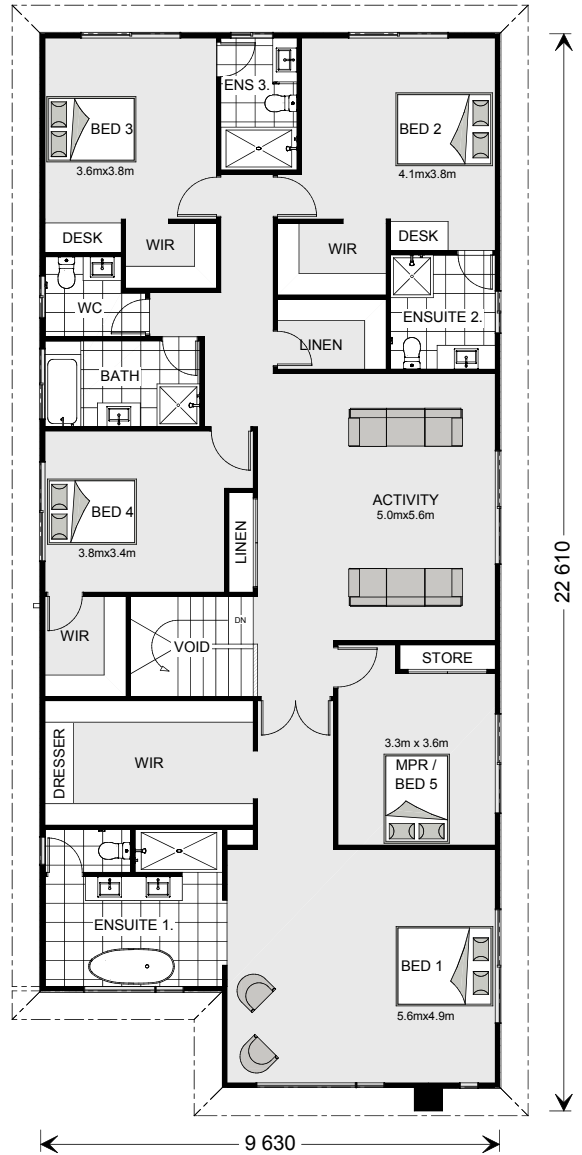 ENS 3.
BED 3
3.6mx3.8m
BED 2
4.1mx3.8m
DESK
WIR
WIR
DESK
WC
ENSUITE 2.
LINEN
BATH
ACTIVITY
5.0mx5.6m
BED 4
3.8mx3.4m
LINEN
22 610
WIR
VOID
DN
STORE
DRESSER
WIR
3.3m x 3.6m
MPR /
BED 5
ENSUITE 1.
BED 1
5.6mx4.9m
9 630